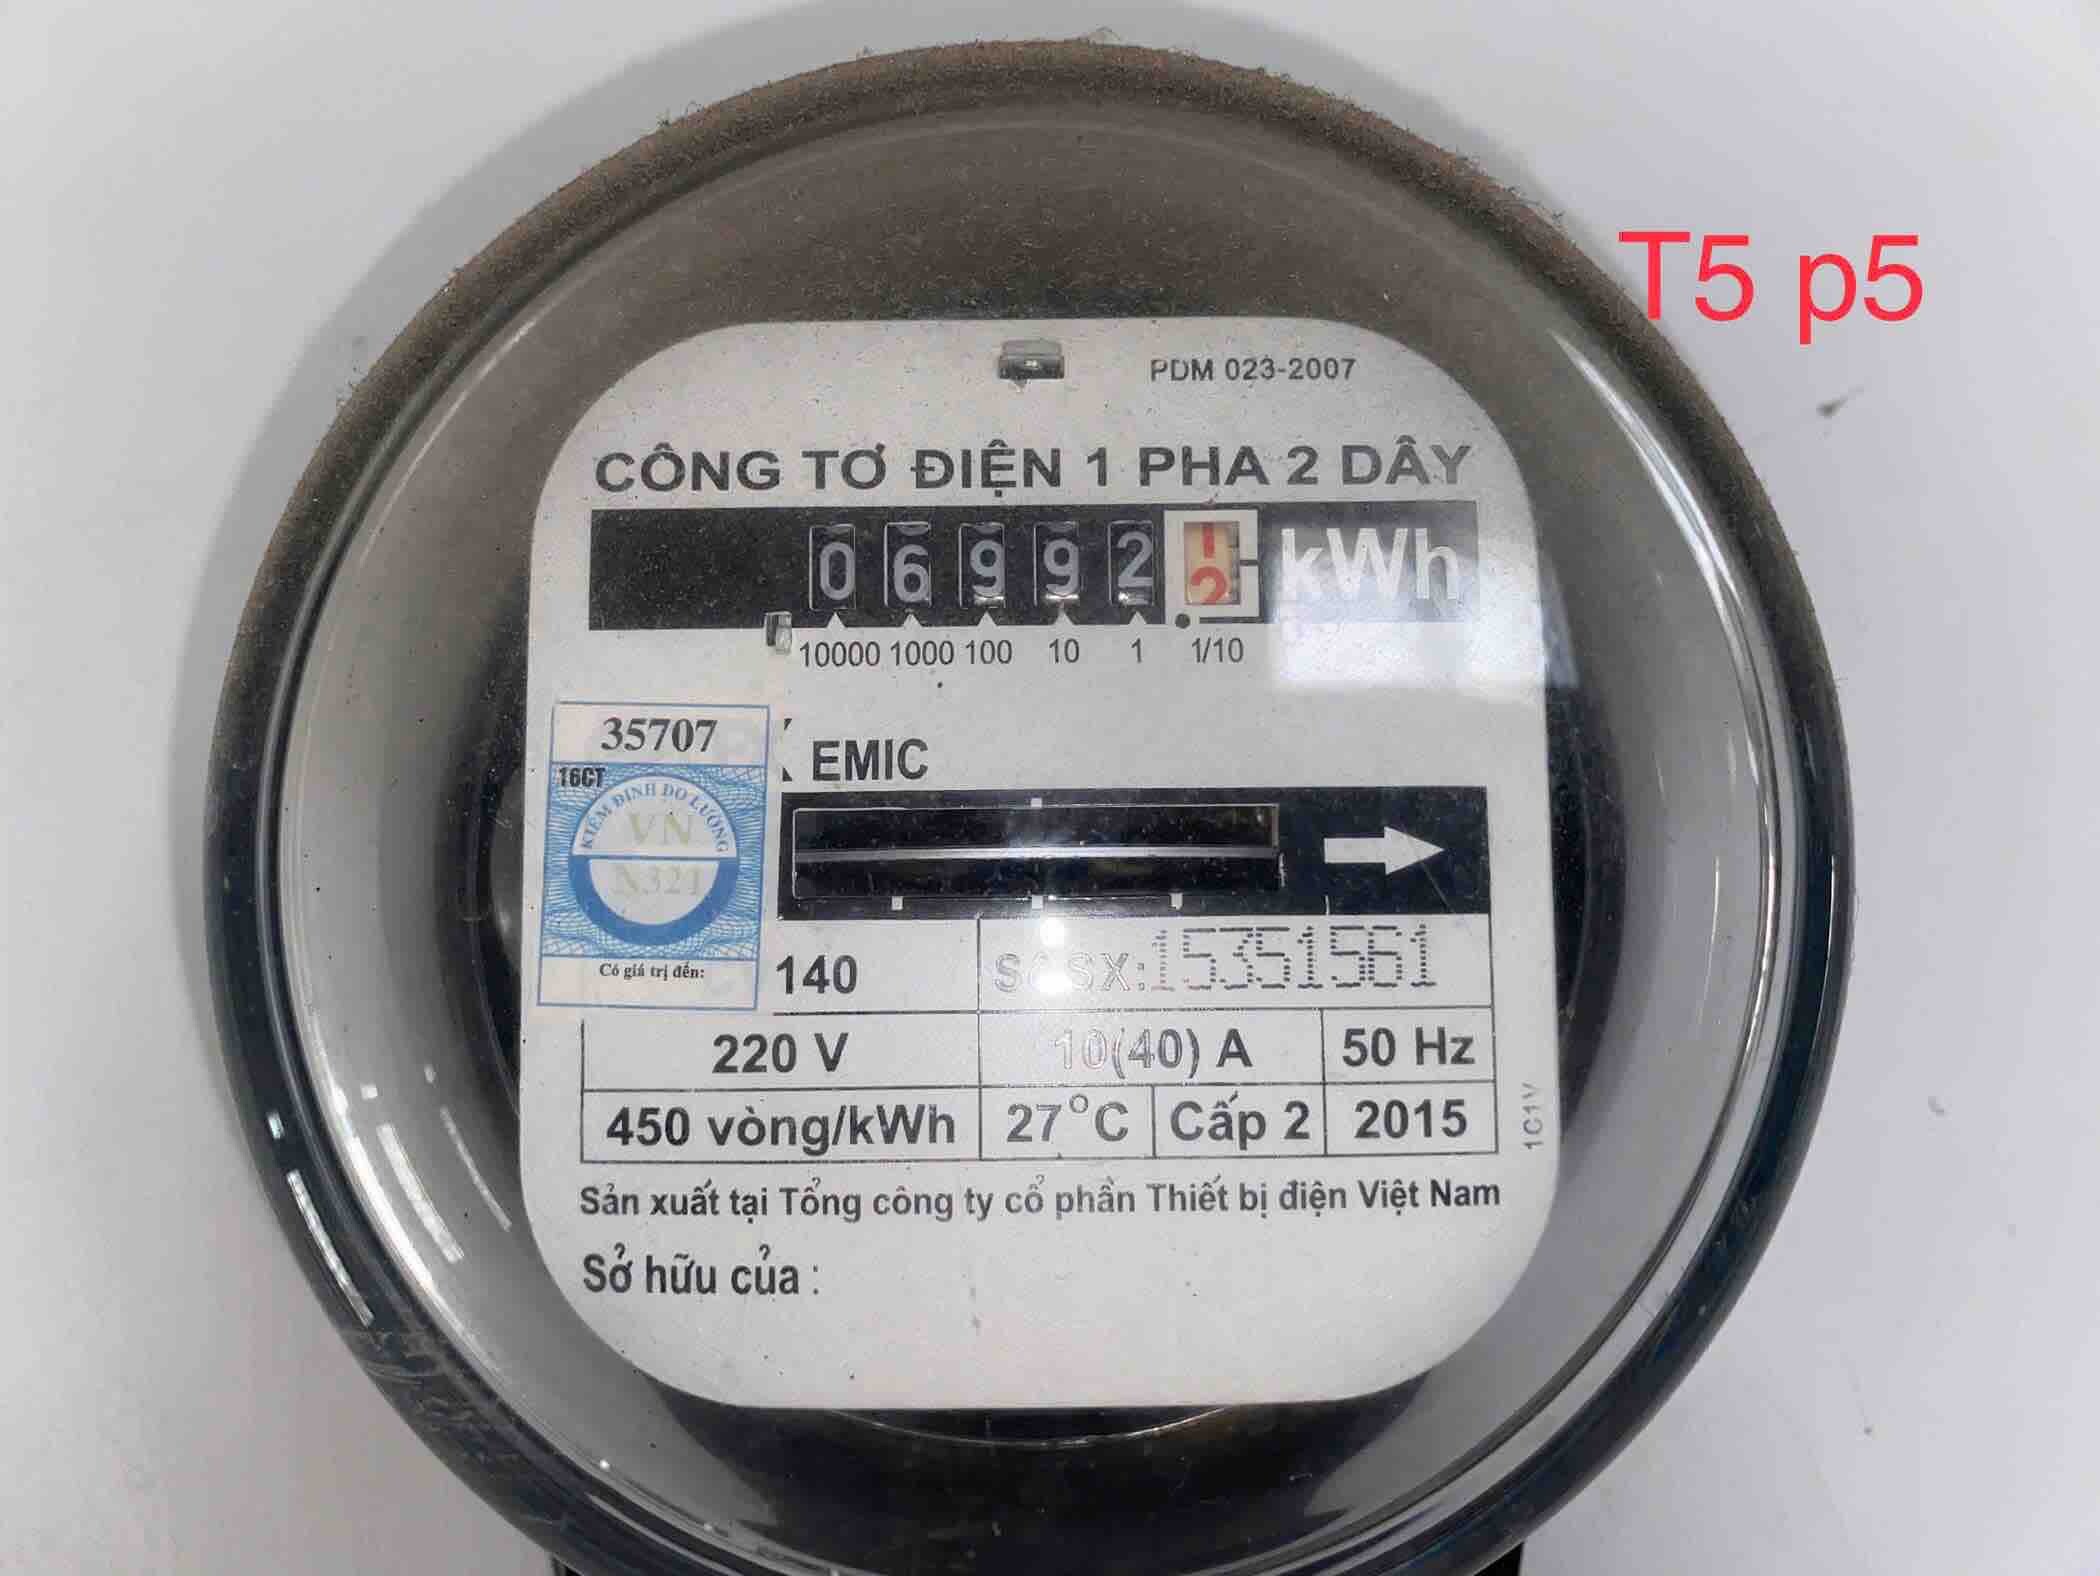 T5 p5
PDM 023-2007
CÔNG TƠ ĐIỆN 1 PHA 2 DÂY
06992 1 kWh
2
10000 1000 100 10 1 1/10
35707
EMIC
16CT
KIỂM ĐỊNH ĐO LƯỜNG
VN
N321
Có giá trị đến:
140
Số SX: 15351561
220 V 10(40) A 50 Hz
450 vòng/kWh 27°C Cấp 2 2015
1C1V
Sản xuất tại Tổng công ty cổ phần Thiết bị điện Việt Nam
Sở hữu của :